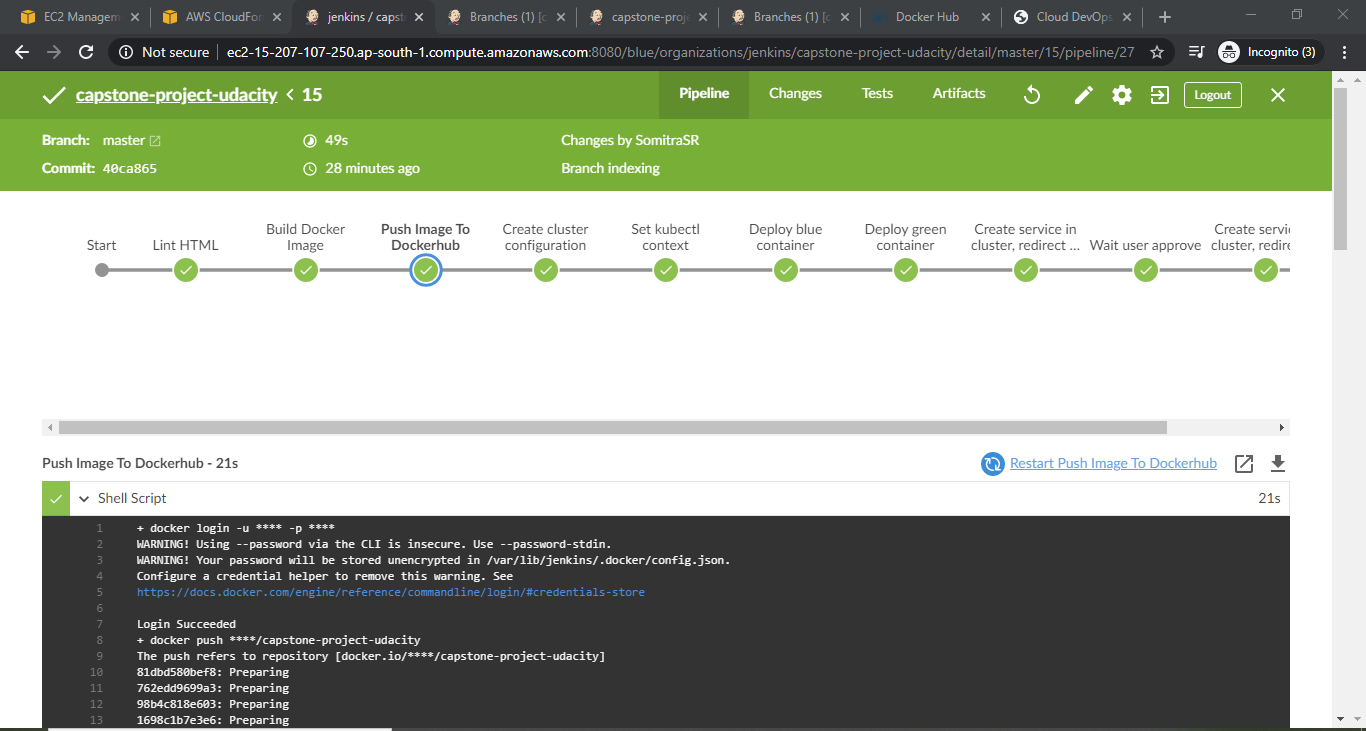 EC2 Managem
AWS CloudFor
jenkins / capst
Branches (1) [c
capstone-proje
Branches (1) [c
Docker Hub
Cloud DevOps
Not secure ec2-15-207-107-250.ap-south-1.compute.amazonaws.com:8080/blue/organizations/jenkins/capstone-project-udacity/detail/master/15/pipeline/27
Incognito (3)
capstone-project-udacity < 15
Pipeline
Changes
Tests
Artifacts
Logout
Branch: master
49s
Changes by SomitraSR
Commit: 40ca865
28 minutes ago
Branch indexing
Start
Lint HTML
Build Docker
Image
Push Image To
Dockerhub
Create cluster
configuration
Set kubectl
context
Deploy blue
container
Deploy green
container
Create service in
cluster, redirect ...
Wait user approve
Create servi
cluster, redire
Push Image To Dockerhub - 21s
Restart Push Image To Dockerhub
Shell Script
21s
1 + docker login -u **** -p ****
2 WARNING! Using --password via the CLI is insecure. Use --password-stdin.
3 WARNING! Your password will be stored unencrypted in /var/lib/jenkins/.docker/config.json.
4 Configure a credential helper to remove this warning. See
5 https://docs.docker.com/engine/reference/commandline/login/#credentials-store
6
7 Login Succeeded
8 + docker push ****/capstone-project-udacity
9 The push refers to repository [docker.io/****/capstone-project-udacity]
10 81dbd580bef8: Preparing
11 762edd9699a3: Preparing
12 98b4c818e603: Preparing
13 1698c1b7e3e6: Preparing